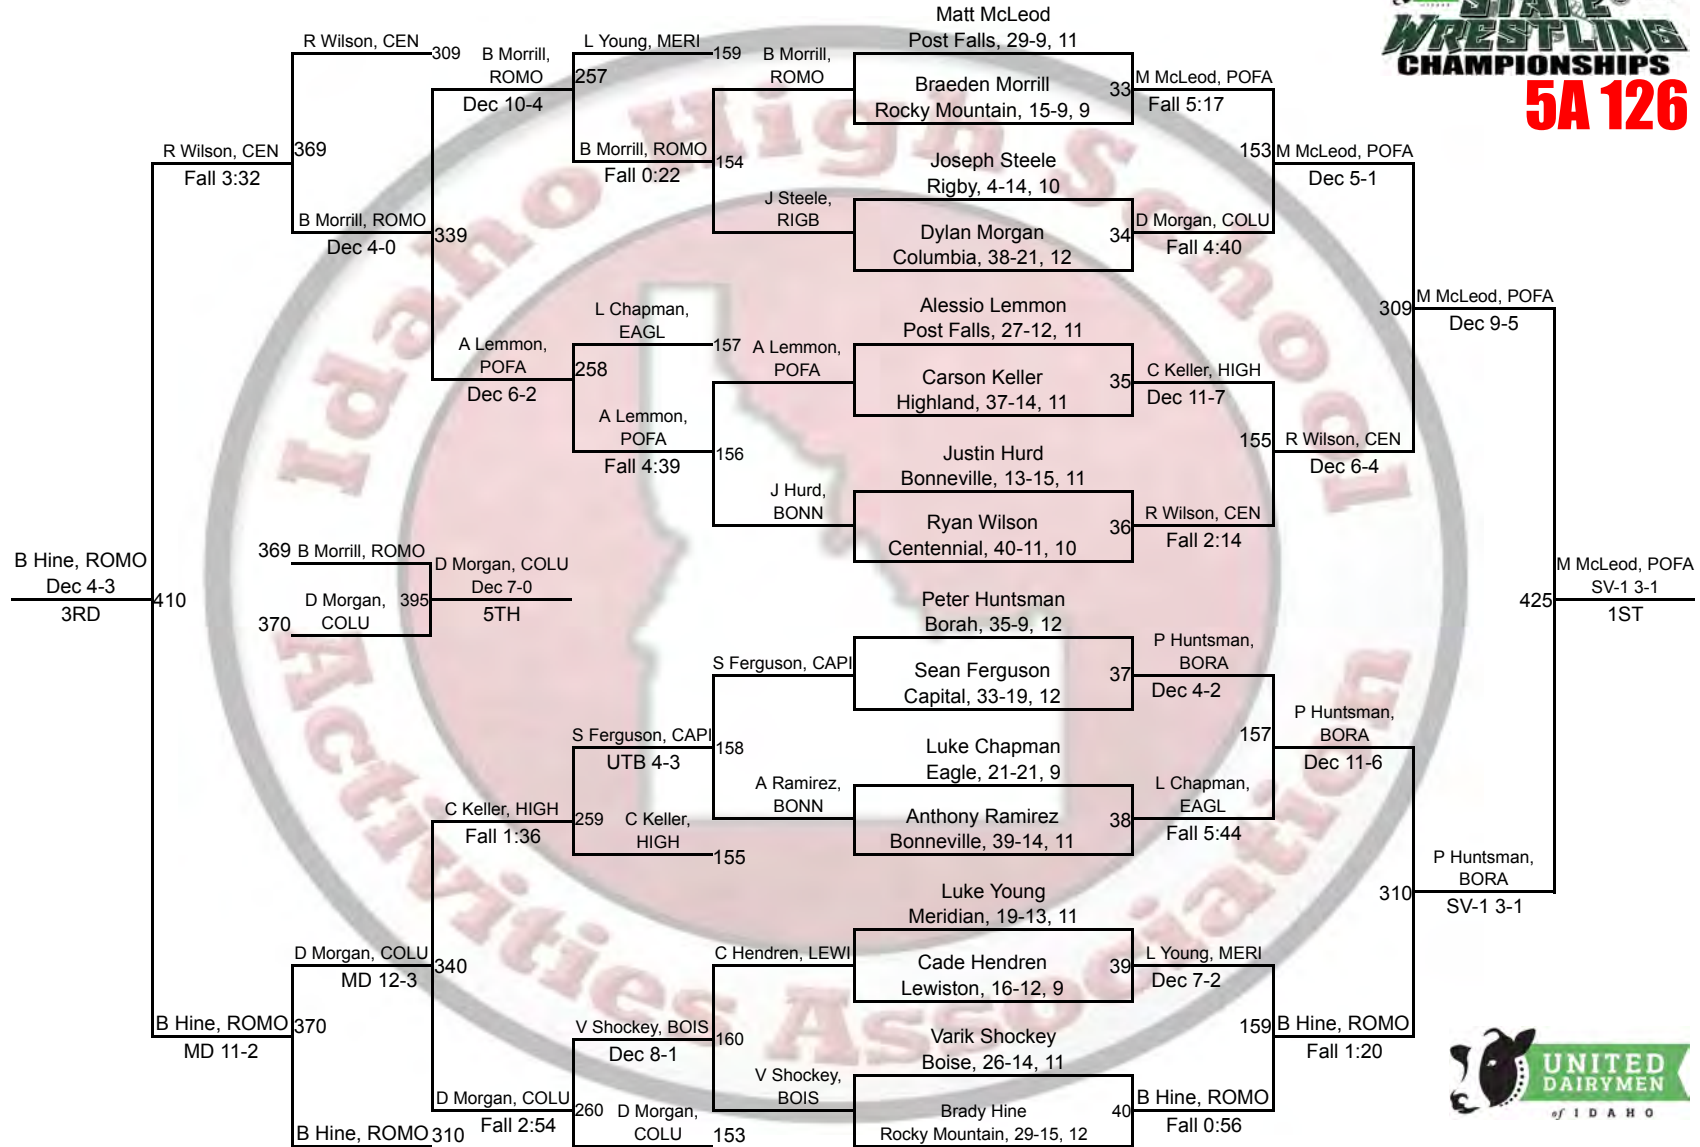 STATE
WRESTLING
CHAMPIONSHIPS
5A 126
Idaho High School
Activities Association
R Wilson, CEN
309
R Wilson, CEN
Fall 3:32
369
B Morrill, ROMO
Dec 4-0
339
B Morrill,
ROMO
Dec 10-4
257
L Young, MERI
159
B Morrill, ROMO
Fall 0:22
154
B Morrill,
ROMO
J Steele,
RIGB
A Lemmon,
POFA
Dec 6-2
258
L Chapman,
EAGL
157
A Lemmon,
POFA
Fall 4:39
156
A Lemmon,
POFA
J Hurd,
BONN
B Hine, ROMO
Dec 4-3
3RD
410
369 B Morrill, ROMO
370
D Morgan,
COLU
395
D Morgan, COLU
Dec 7-0
5TH
S Ferguson, CAPI
S Ferguson, CAPI
UTB 4-3
158
A Ramirez,
BONN
C Keller, HIGH
Fall 1:36
259
C Keller,
HIGH
155
D Morgan, COLU
MD 12-3
340
B Hine, ROMO
MD 11-2
370
B Hine, ROMO 310
D Morgan, COLU
Fall 2:54
260
D Morgan,
COLU
153
V Shockey, BOIS
Dec 8-1
160
C Hendren, LEWI
V Shockey,
BOIS
Matt McLeod
Post Falls, 29-9, 11
Braeden Morrill
Rocky Mountain, 15-9, 9
33
M McLeod, POFA
Fall 5:17
Joseph Steele
Rigby, 4-14, 10
Dylan Morgan
Columbia, 38-21, 12
34
D Morgan, COLU
Fall 4:40
153
M McLeod, POFA
Dec 5-1
Alessio Lemmon
Post Falls, 27-12, 11
Carson Keller
Highland, 37-14, 11
35
C Keller, HIGH
Dec 11-7
Justin Hurd
Bonneville, 13-15, 11
Ryan Wilson
Centennial, 40-11, 10
36
R Wilson, CEN
Fall 2:14
155
R Wilson, CEN
Dec 6-4
309
M McLeod, POFA
Dec 9-5
Peter Huntsman
Borah, 35-9, 12
Sean Ferguson
Capital, 33-19, 12
37
P Huntsman,
BORA
Dec 4-2
Luke Chapman
Eagle, 21-21, 9
Anthony Ramirez
Bonneville, 39-14, 11
38
L Chapman,
EAGL
Fall 5:44
157
P Huntsman,
BORA
Dec 11-6
Luke Young
Meridian, 19-13, 11
Cade Hendren
Lewiston, 16-12, 9
39
L Young, MERI
Dec 7-2
Varik Shockey
Boise, 26-14, 11
Brady Hine
Rocky Mountain, 29-15, 12
40
B Hine, ROMO
Fall 0:56
159
B Hine, ROMO
Fall 1:20
310
P Huntsman,
BORA
SV-1 3-1
425
M McLeod, POFA
SV-1 3-1
1ST
UNITED
DAIRYMEN
of IDAHO